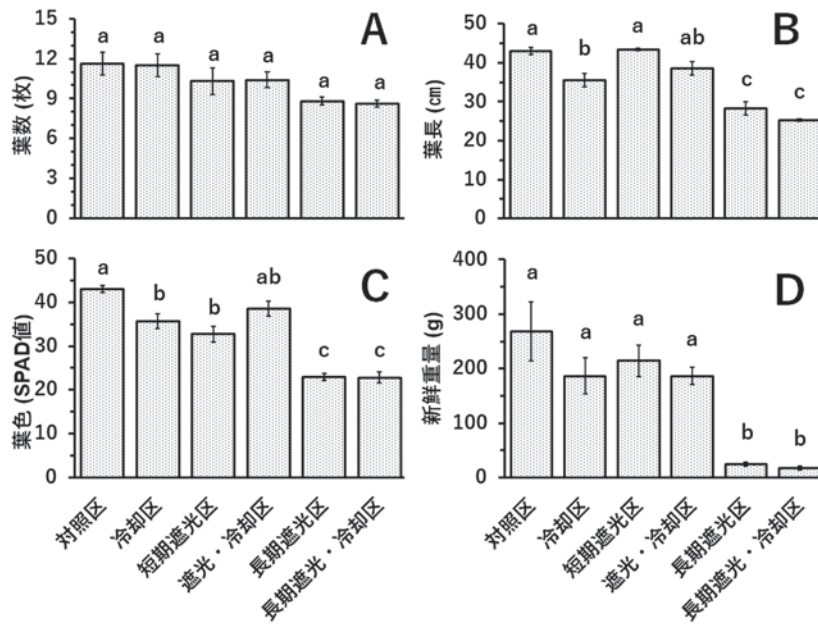 A
葉数 (枚)
15
12
9
6
3
0
a a a a a a
B
葉長 (㎝)
50
40
30
20
10
0
a b a ab c c
C
葉色 (SPAD値)
50
40
30
20
10
0
a b b ab c c
対照区
冷却区
短期遮光区
遮光・冷却区
長期遮光区
長期遮光・冷却区
D
新鮮重量 (g)
400
300
200
100
0
a a a a b b
対照区
冷却区
短期遮光区
遮光・冷却区
長期遮光区
長期遮光・冷却区